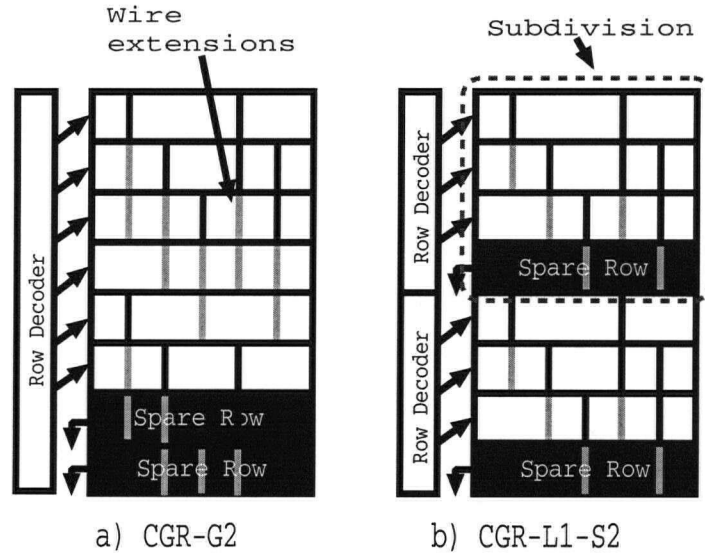 Wire
extensions
Subdivision
Row Decoder
Spare Row
Spare Row
Row Decoder
Spare Row
Row Decoder
Spare Row
a) CGR-G2
b) CGR-L1-S2